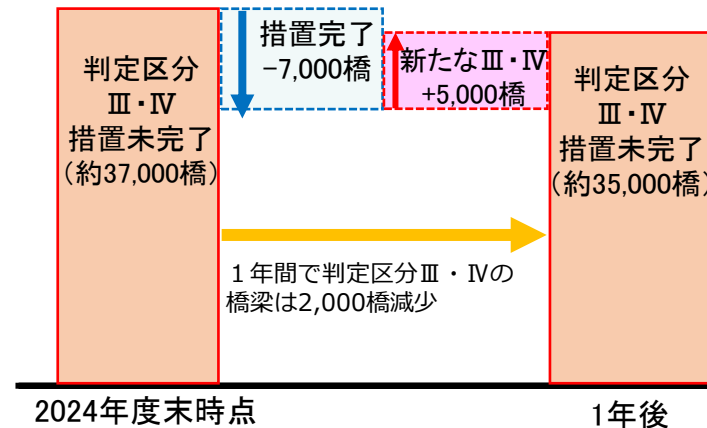 判定区分
Ⅲ・Ⅳ
措置未完了
(約37,000橋)
措置完了
−7,000橋
新たなⅢ・Ⅳ
+5,000橋
判定区分
Ⅲ・Ⅳ
措置未完了
(約35,000橋)
１年間で判定区分Ⅲ・Ⅳの
橋梁は2,000橋減少
2024年度末時点
1年後